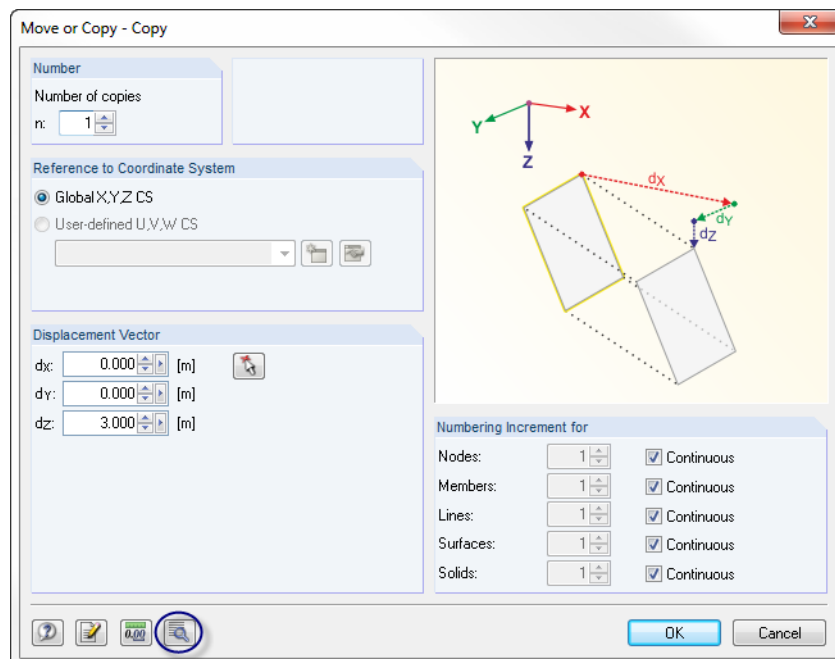 Move or Copy - Copy
Number
Number of copies
n: 1
Reference to Coordinate System
Global X,Y,Z CS
User-defined U,V,W CS
Displacement Vector
dX: 0.000 [m]
dY: 0.000 [m]
dZ: 3.000 [m]
X
Y
Z
dX
dY
dZ
Numbering Increment for
Nodes: 1 Continuous
Members: 1 Continuous
Lines: 1 Continuous
Surfaces: 1 Continuous
Solids: 1 Continuous
0.00
OK Cancel